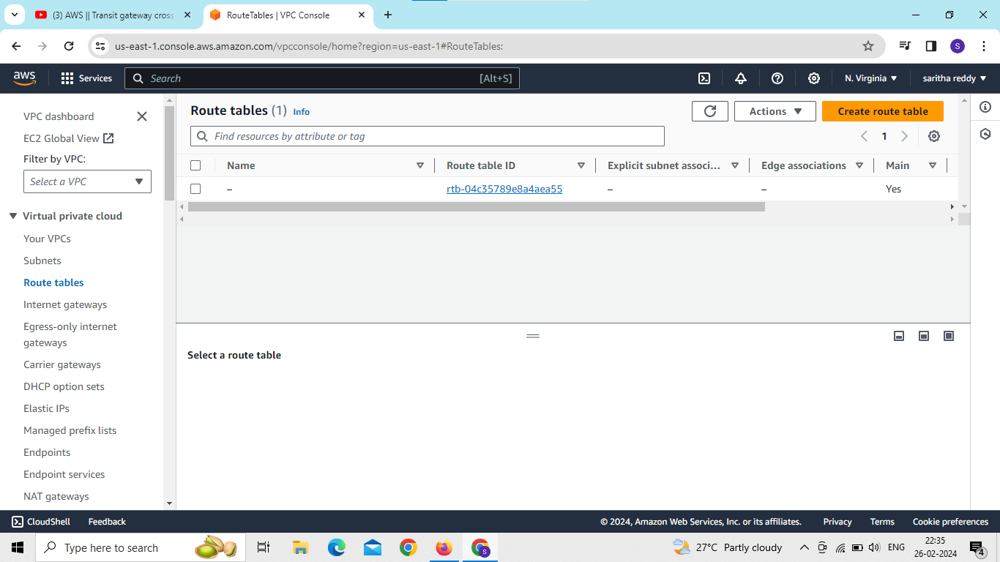 (3) AWS || Transit gateway cross
RouteTables | VPC Console
us-east-1.console.aws.amazon.com/vpcconsole/home?region=us-east-1#RouteTables:
S
aws
Services
Search
[Alt+S]
N. Virginia
saritha reddy
VPC dashboard
EC2 Global View
Filter by VPC:
Select a VPC
Virtual private cloud
Your VPCs
Subnets
Route tables
Internet gateways
Egress-only internet
gateways
Carrier gateways
DHCP option sets
Elastic IPs
Managed prefix lists
Endpoints
Endpoint services
NAT gateways
Route tables (1) Info
Actions
Create route table
Find resources by attribute or tag
1
Name
Route table ID
Explicit subnet associ...
Edge associations
Main
–
rtb-04c35789e8a4aea55
–
–
Yes
Select a route table
CloudShell
Feedback
© 2024, Amazon Web Services, Inc. or its affiliates.
Privacy
Terms
Cookie preferences
Type here to search
S
27°C Partly cloudy
ENG
22:35
26-02-2024
4